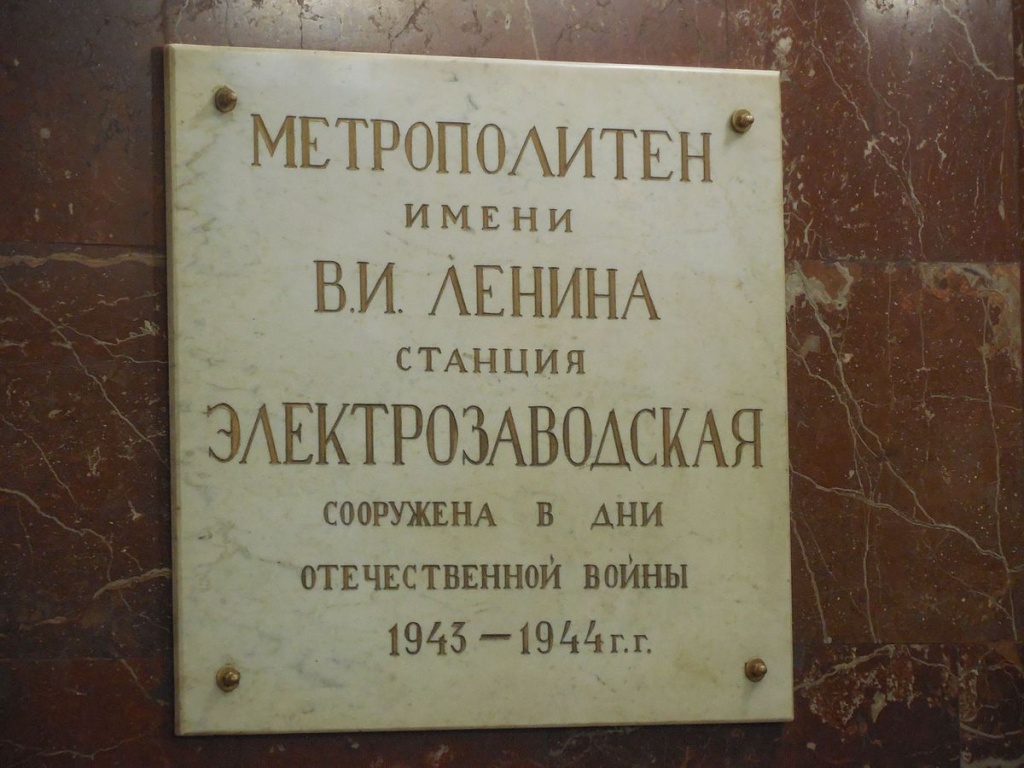 МЕТРОПОЛИТЕН
ИМЕНИ
В.И. ЛЕНИНА
СТАНЦИЯ
ЭЛЕКТРОЗАВОДСКАЯ
СООРУЖЕНА В ДНИ
ОТЕЧЕСТВЕННОЙ ВОЙНЫ
1943 — 1944 г.г.